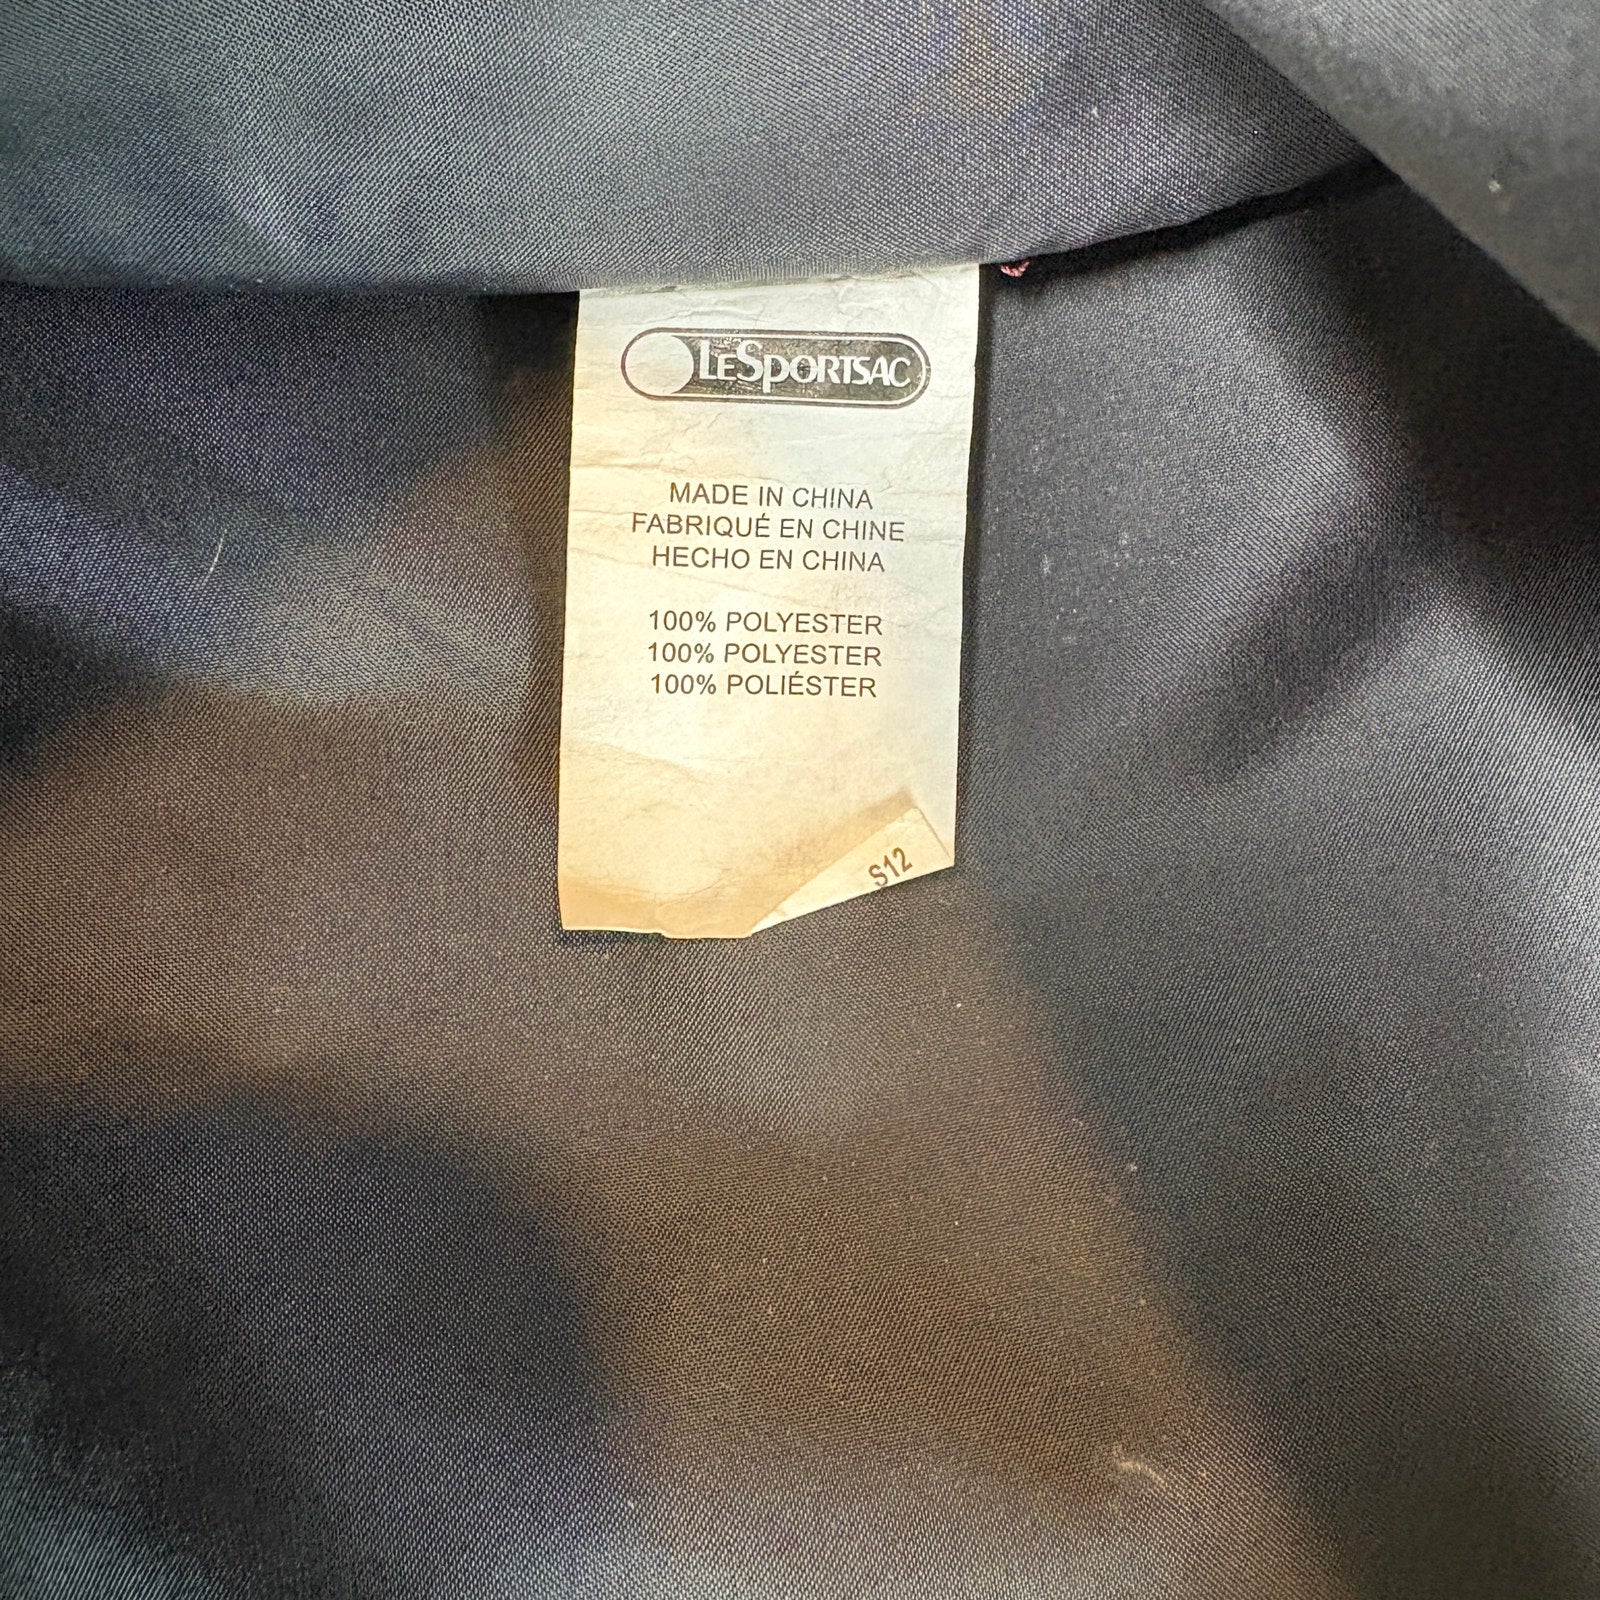 LESPORTSAC
MADE IN CHINA
FABRIQUÉ EN CHINE
HECHO EN CHINA
100% POLYESTER
100% POLYESTER
100% POLIÉSTER
S12